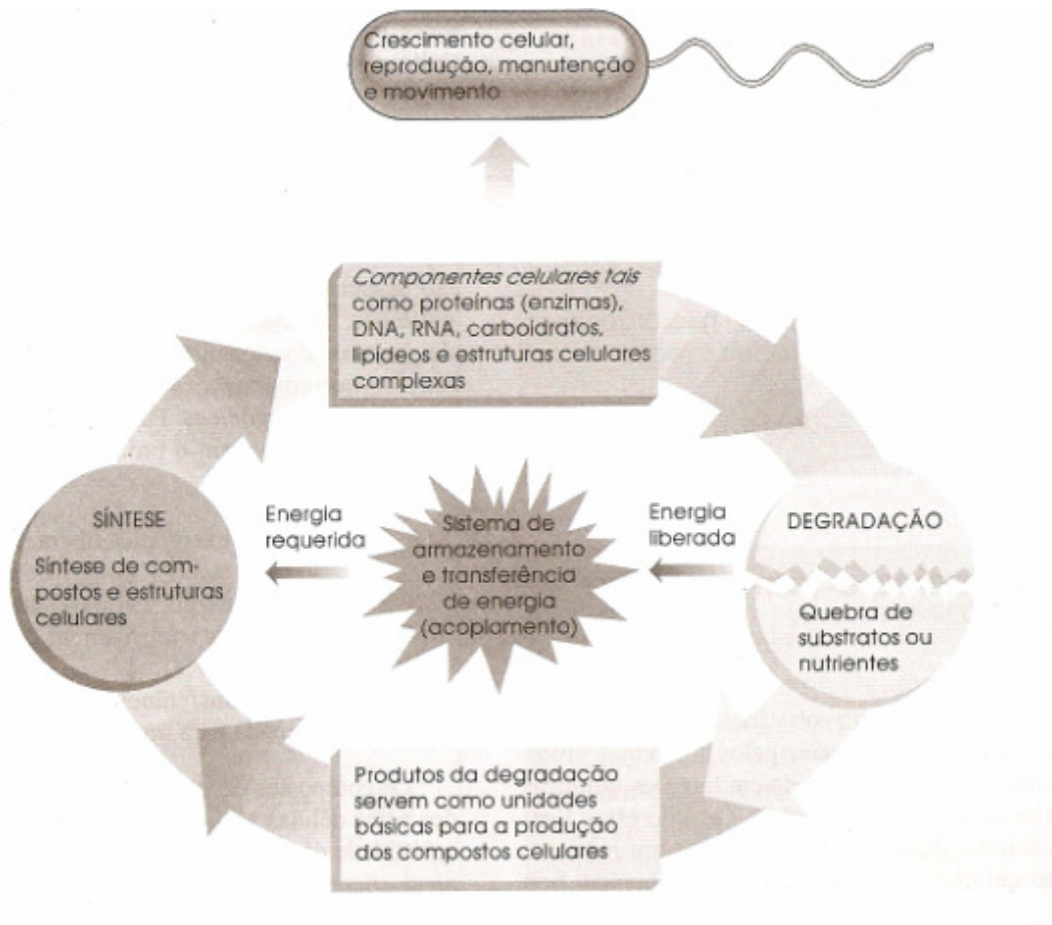 Crescimento celular,
reprodução, manutenção
e movimento
Componentes celulares tais
como proteínas (enzimas),
DNA, RNA, carboidratos,
lipídeos e estruturas celulares
complexas
SÍNTESE
Síntese de com-
postos e estruturas
celulares
Energia
requerida
Sistema de
armazenamento
e transferência
de energia
(acoplamento)
Energia
liberada
DEGRADAÇÃO
Quebra de
substratos ou
nutrientes
Produtos da degradação
servem como unidades
básicas para a produção
dos compostos celulares